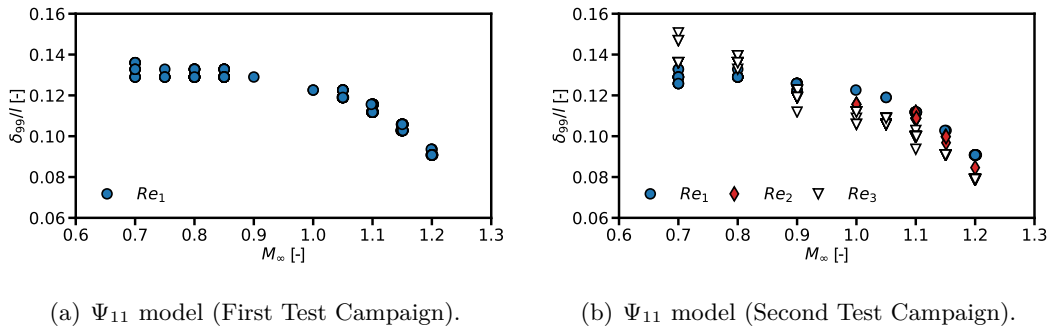 0.16
0.14
0.12
0.10
0.08
0.06
δ₉₉/l [-]
Re₁
0.6 0.7 0.8 0.9 1.0 1.1 1.2 1.3
M∞ [-]
(a) Ψ₁₁ model (First Test Campaign).
0.16
0.14
0.12
0.10
0.08
0.06
δ₉₉/l [-]
Re₁ Re₂ Re₃
0.6 0.7 0.8 0.9 1.0 1.1 1.2 1.3
M∞ [-]
(b) Ψ₁₁ model (Second Test Campaign).